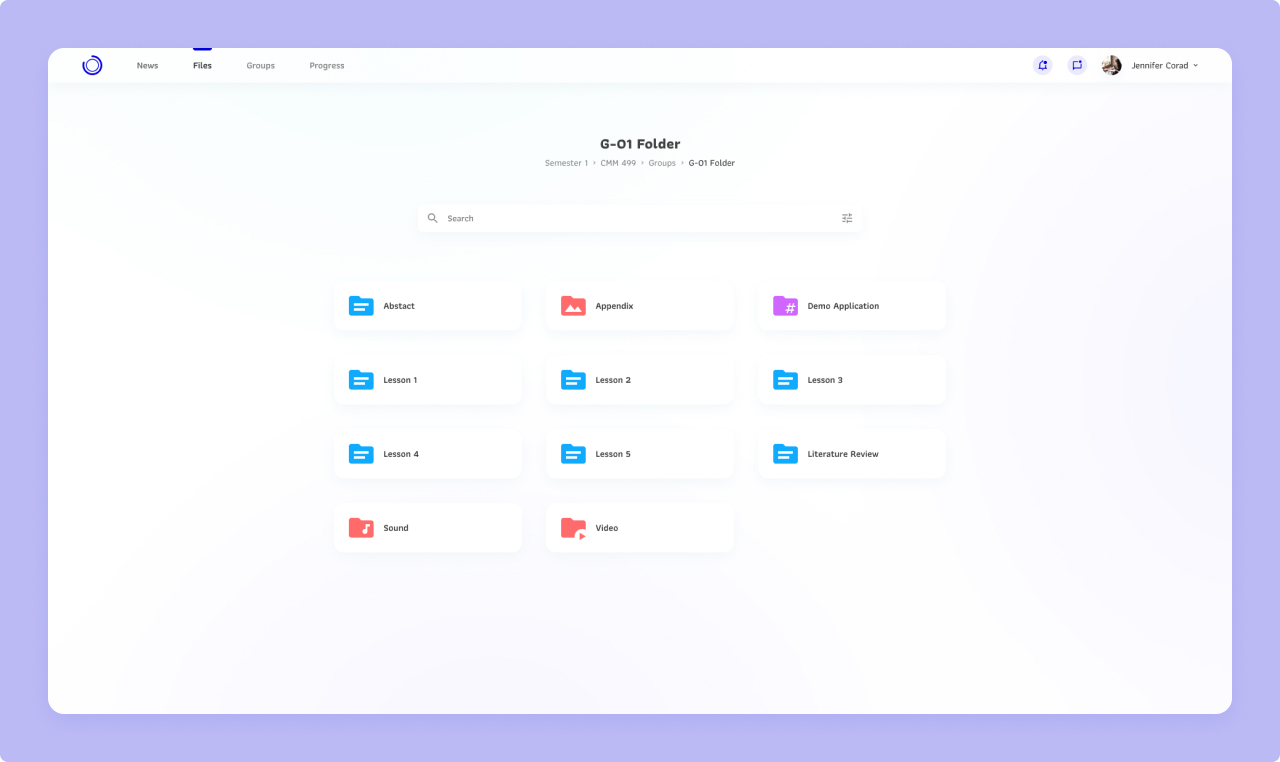 News Files Groups Progress Jennifer Corad
G-01 Folder
Semester 1 › CMM 499 › Groups › G-01 Folder
Search
Abstact Appendix # Demo Application
Lesson 1 Lesson 2 Lesson 3
Lesson 4 Lesson 5 Literature Review
Sound Video